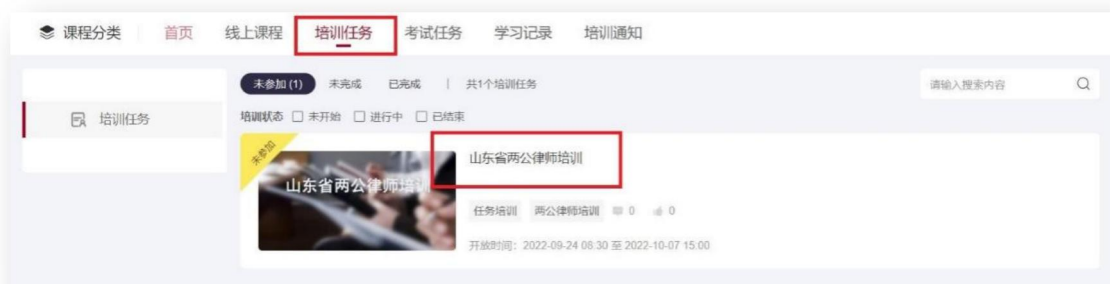 课程分类 首页 线上课程 培训任务 考试任务 学习记录 培训通知
未参加 (1) 未完成 已完成 | 共1个培训任务 请输入搜索内容
培训任务
培训状态 未开始 进行中 已结束
未参加
山东省两公律师培训
山东省两公律师培训
任务培训 两公律师培训 0 0
开放时间：2022-09-24 08:30 至 2022-10-07 15:00